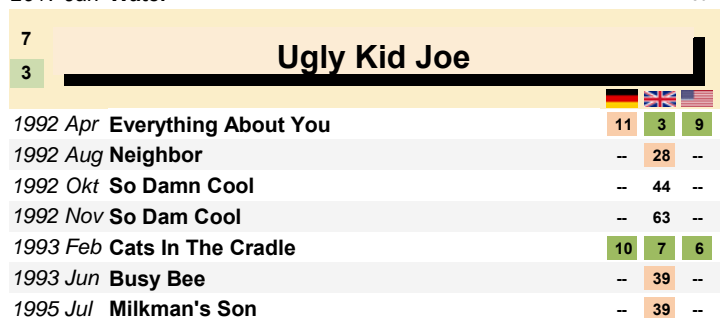 7
Ugly Kid Joe
3
1992 Apr Everything About You 11 3 9
1992 Aug Neighbor -- 28 --
1992 Okt So Damn Cool -- 44 --
1992 Nov So Dam Cool -- 63 --
1993 Feb Cats In The Cradle 10 7 6
1993 Jun Busy Bee -- 39 --
1995 Jul Milkman's Son -- 39 --